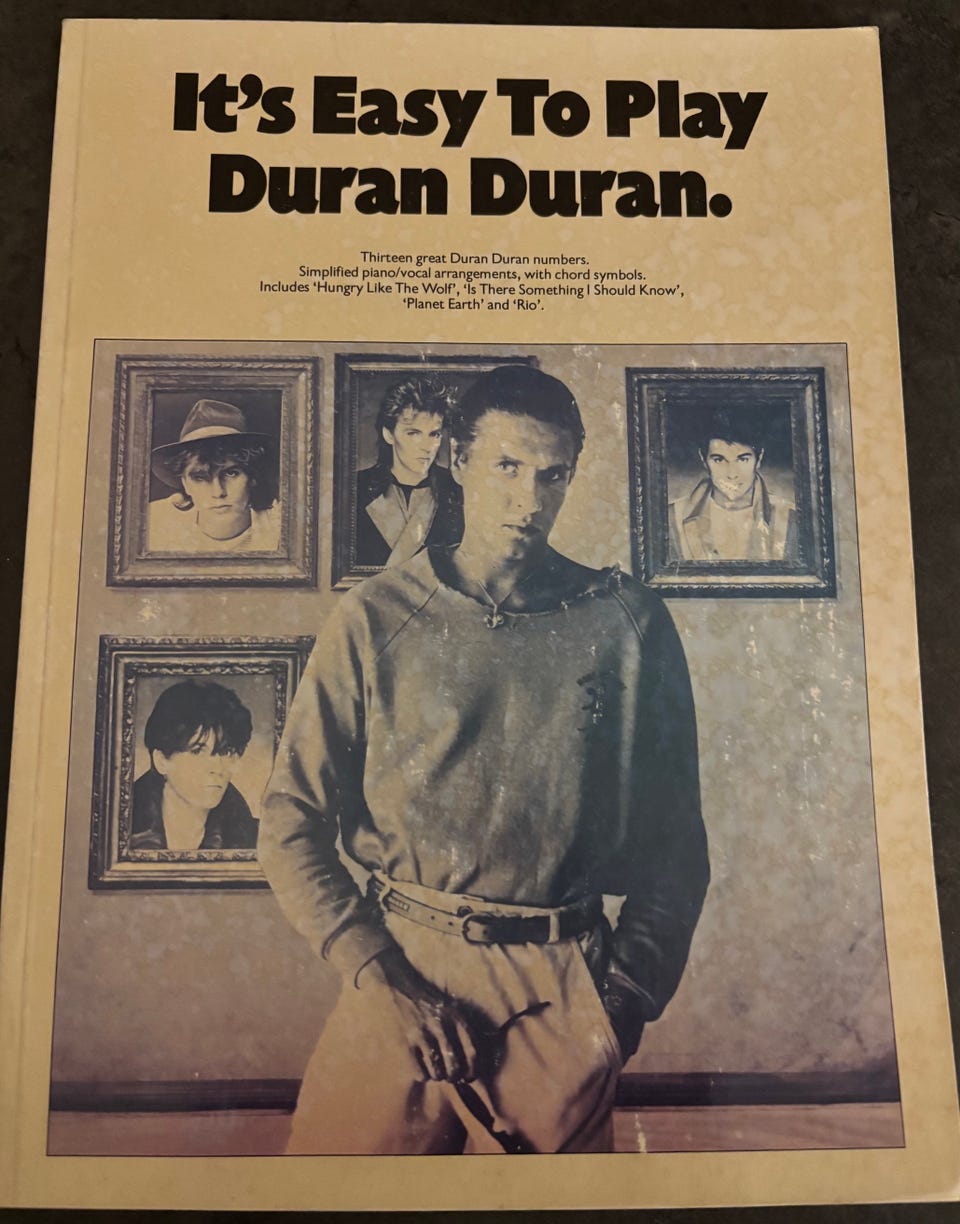 It's Easy To Play
Duran Duran.
Thirteen great Duran Duran numbers.
Simplified piano/vocal arrangements, with chord symbols.
Includes ‘Hungry Like The Wolf’, ‘Is There Something I Should Know’,
‘Planet Earth’ and ‘Rio’.